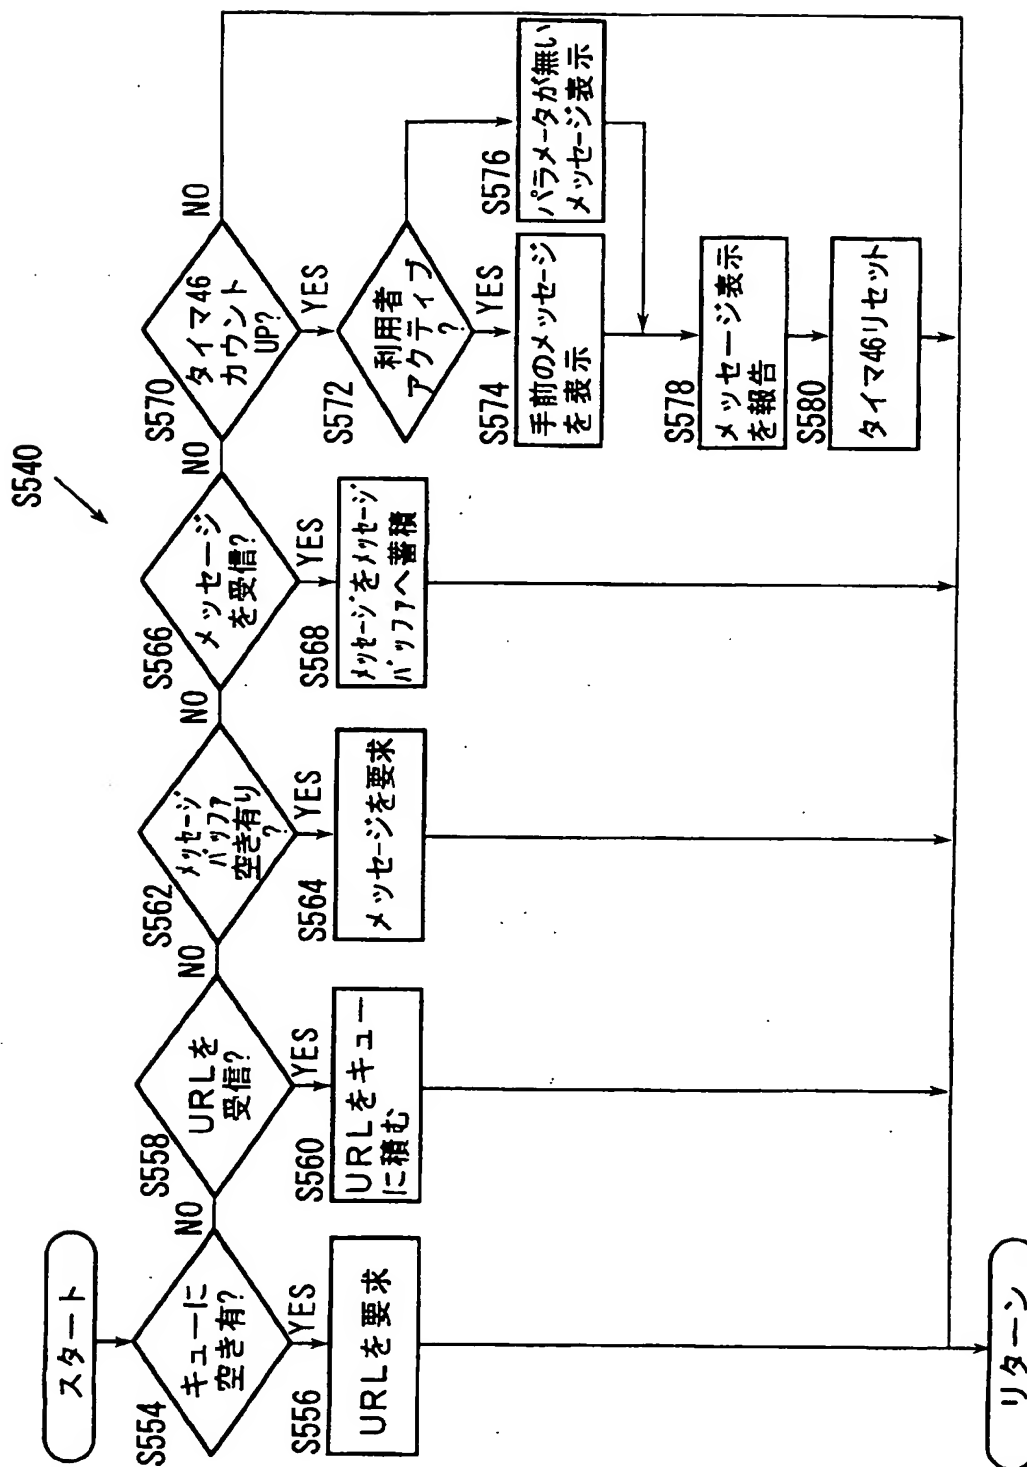 S540
スタート
S554
キューに
空き有?
NO
YES
S556
URLを要求
S558
URLを
受信?
NO
YES
S560
URLをキュー
に積む
S562
メッセージ
バッファ
空き有り
?
NO
YES
S564
メッセージを要求
S566
メッセージ
を受信?
NO
YES
S568
メッセージをメッセージ
バッファへ蓄積
S570
タイマ46
カウント
UP?
NO
YES
S572
利用者
アクティブ
?
YES
S574
手前のメッセージ
を表示
S576
パラメータが無い
メッセージ表示
S578
メッセージ表示
を報告
S580
タイマ46リセット
リターン